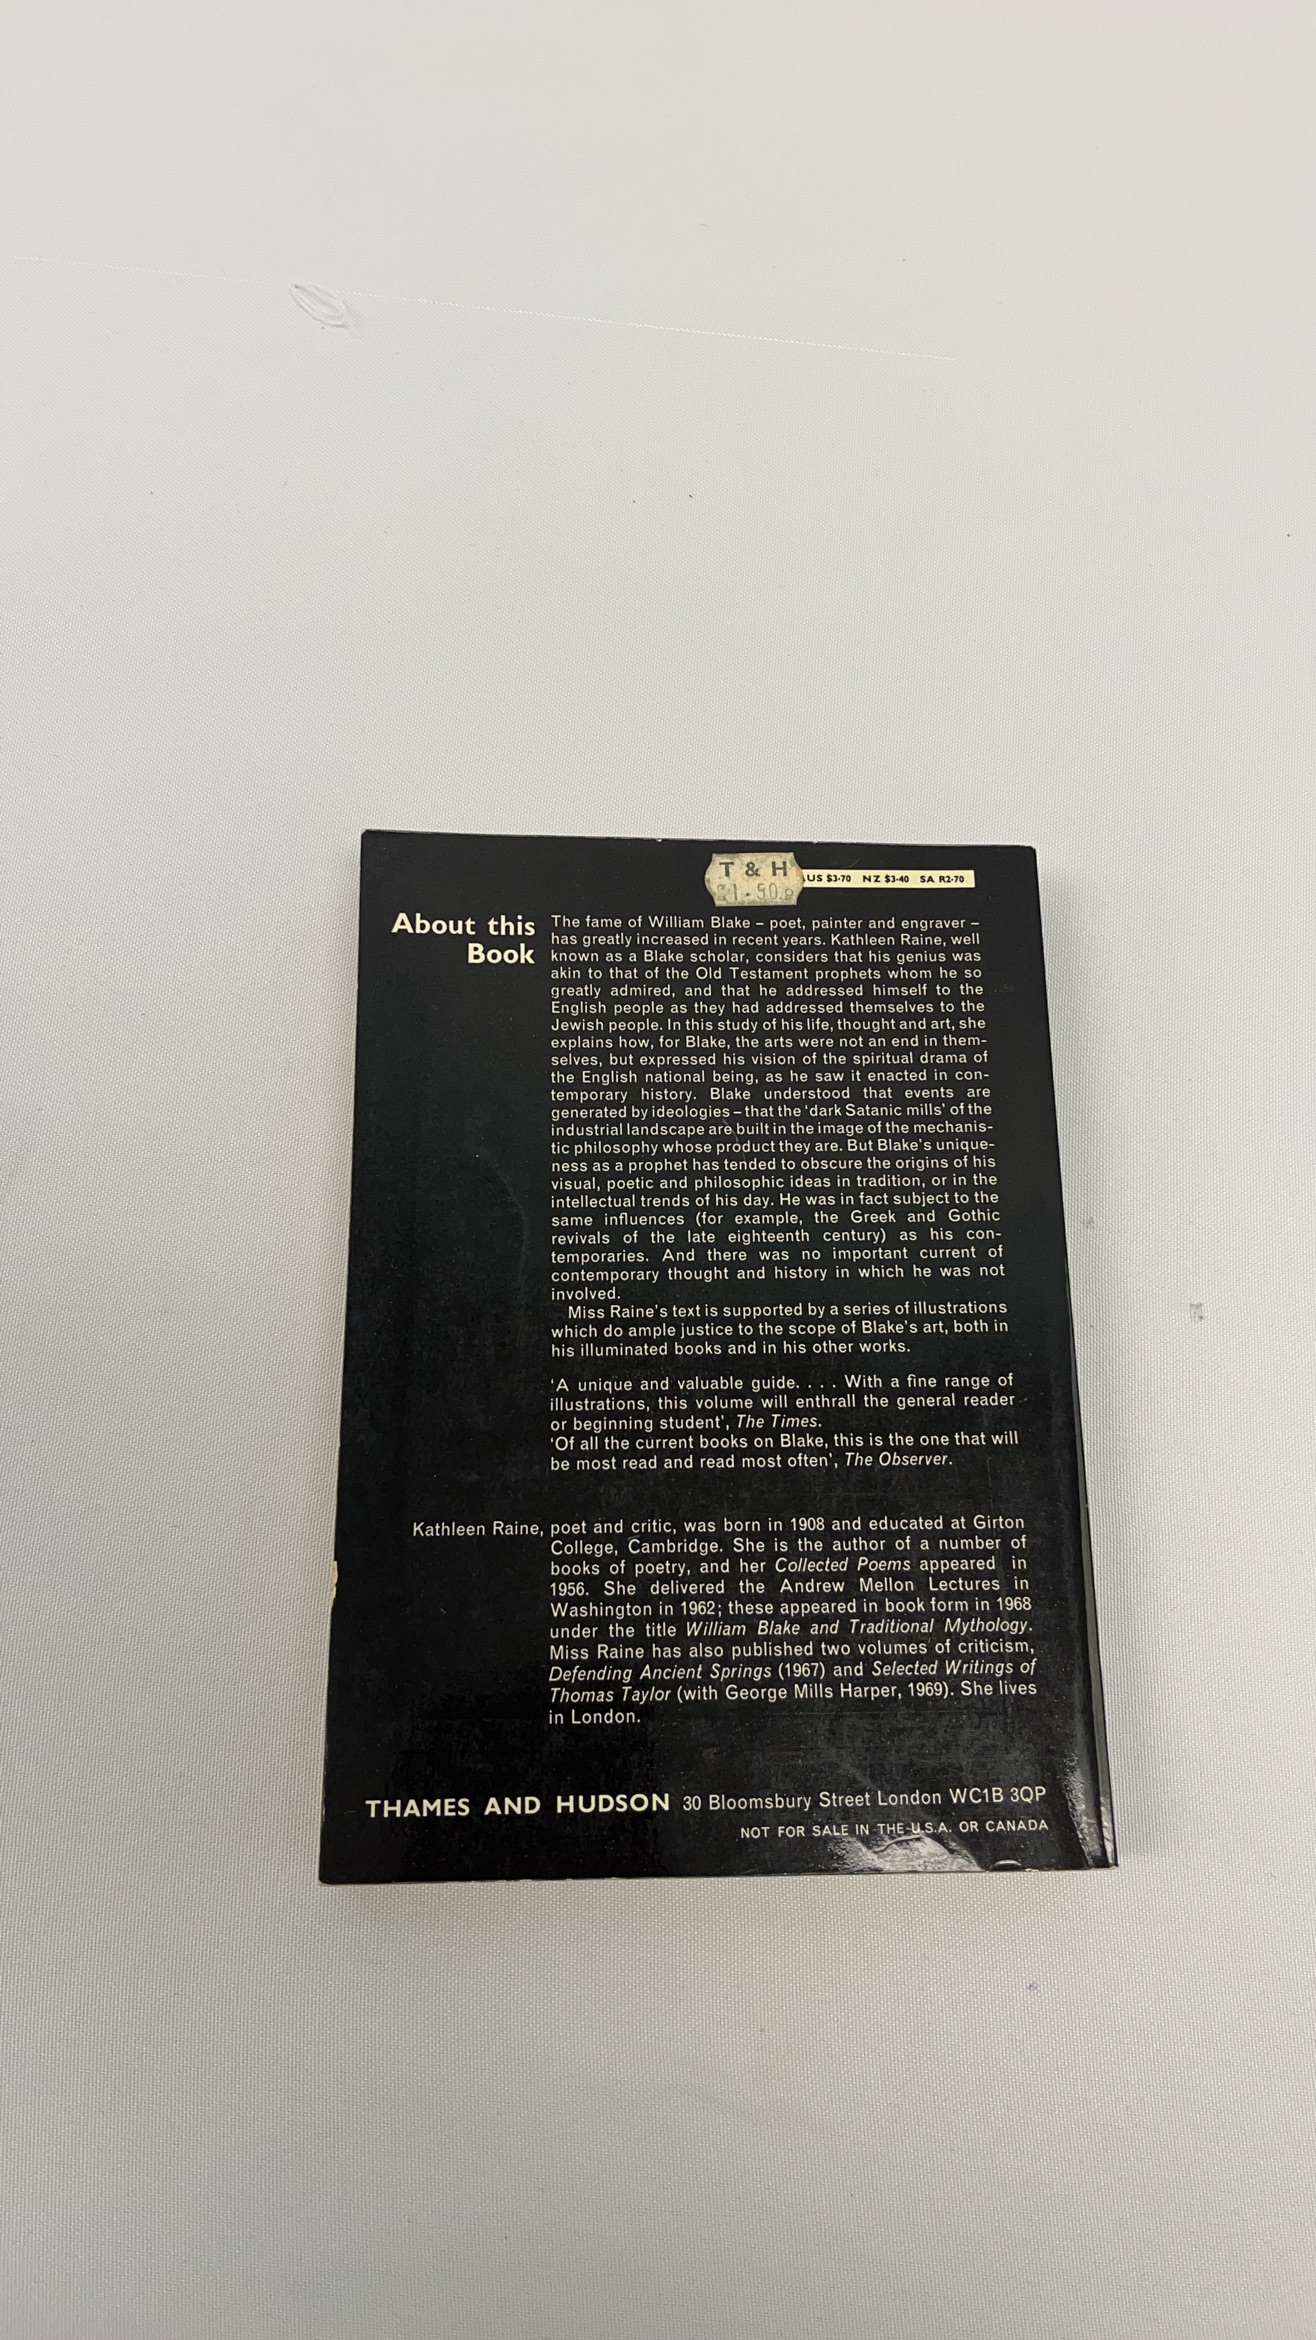 T & H
£1.50p
US $3·70 NZ $3·40 SA R2·70
About this
Book
The fame of William Blake – poet, painter and engraver –
has greatly increased in recent years. Kathleen Raine, well
known as a Blake scholar, considers that his genius was
akin to that of the Old Testament prophets whom he so
greatly admired, and that he addressed himself to the
English people as they had addressed themselves to the
Jewish people. In this study of his life, thought and art, she
explains how, for Blake, the arts were not an end in them-
selves, but expressed his vision of the spiritual drama of
the English national being, as he saw it enacted in con-
temporary history. Blake understood that events are
generated by ideologies – that the ‘dark Satanic mills’ of the
industrial landscape are built in the image of the mechanis-
tic philosophy whose product they are. But Blake's unique-
ness as a prophet has tended to obscure the origins of his
visual, poetic and philosophic ideas in tradition, or in the
intellectual trends of his day. He was in fact subject to the
same influences (for example, the Greek and Gothic
revivals of the late eighteenth century) as his con-
temporaries. And there was no important current of
contemporary thought and history in which he was not
involved.
Miss Raine's text is supported by a series of illustrations
which do ample justice to the scope of Blake's art, both in
his illuminated books and in his other works.
‘A unique and valuable guide. . . . With a fine range of
illustrations, this volume will enthrall the general reader
or beginning student’, The Times.
‘Of all the current books on Blake, this is the one that will
be most read and read most often’, The Observer.
Kathleen Raine, poet and critic, was born in 1908 and educated at Girton
College, Cambridge. She is the author of a number of
books of poetry, and her Collected Poems appeared in
1956. She delivered the Andrew Mellon Lectures in
Washington in 1962; these appeared in book form in 1968
under the title William Blake and Traditional Mythology.
Miss Raine has also published two volumes of criticism,
Defending Ancient Springs (1967) and Selected Writings of
Thomas Taylor (with George Mills Harper, 1969). She lives
in London.
THAMES AND HUDSON 30 Bloomsbury Street London WC1B 3QP
NOT FOR SALE IN THE U.S.A. OR CANADA